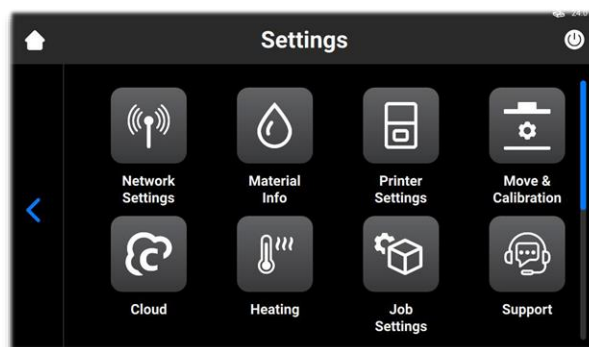 Settings
Network
Settings
Material
Info
Printer
Settings
Move &
Calibration
Cloud
Heating
Job
Settings
Support